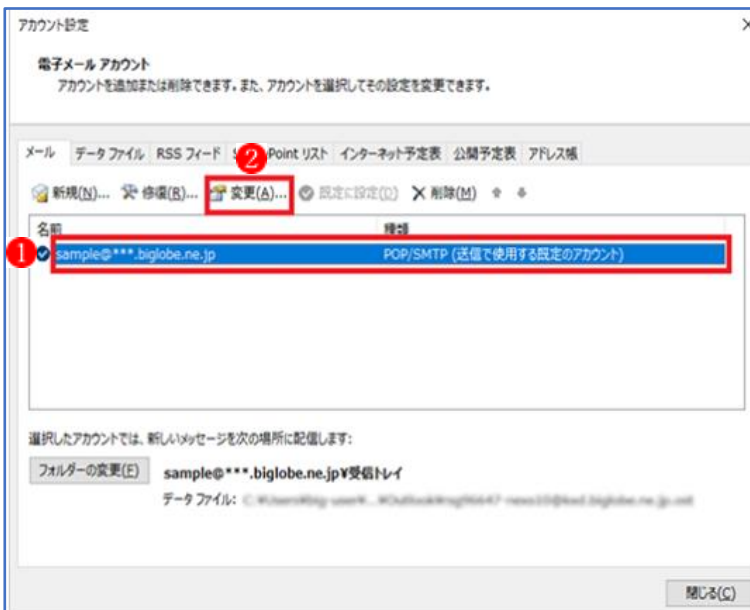 アカウント設定
電子メール アカウント
アカウントを追加または削除できます。また、アカウントを選択してその設定を変更できます。
メール データ ファイル RSS フィード Point リスト インターネット予定表 公開予定表 アドレス帳
2
新規(N)... 修復(R)... 変更(A)... 既定に設定(D) 削除(M)
名前 種類
1
sample@***.biglobe.ne.jp POP/SMTP (送信で使用する既定のアカウント)
選択したアカウントでは、新しいメッセージを次の場所に配信します:
フォルダーの変更(F) sample@***.biglobe.ne.jp¥受信トレイ
データ ファイル:
閉じる(C)